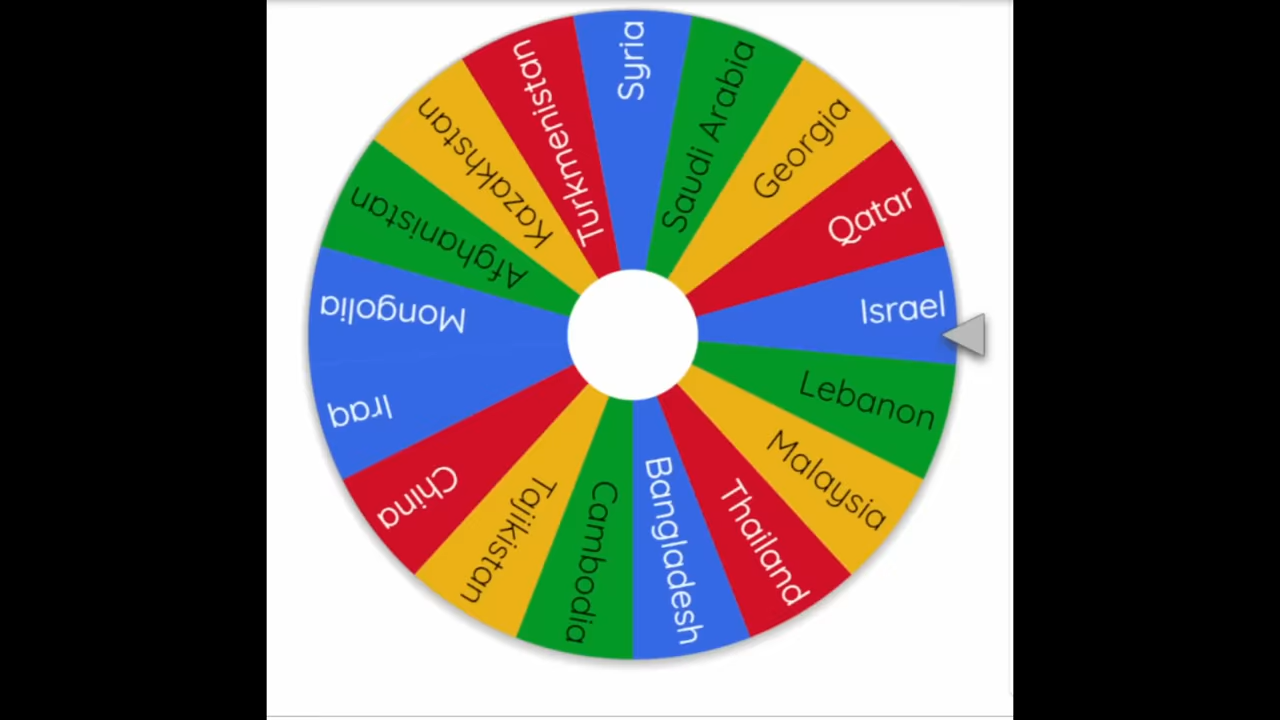 Syria
Saudi Arabia
Georgia
Qatar
Israel
Lebanon
Malaysia
Thailand
Bangladesh
Cambodia
Tajikistan
China
Iraq
Mongolia
Afghanistan
Kazakhstan
Turkmenistan